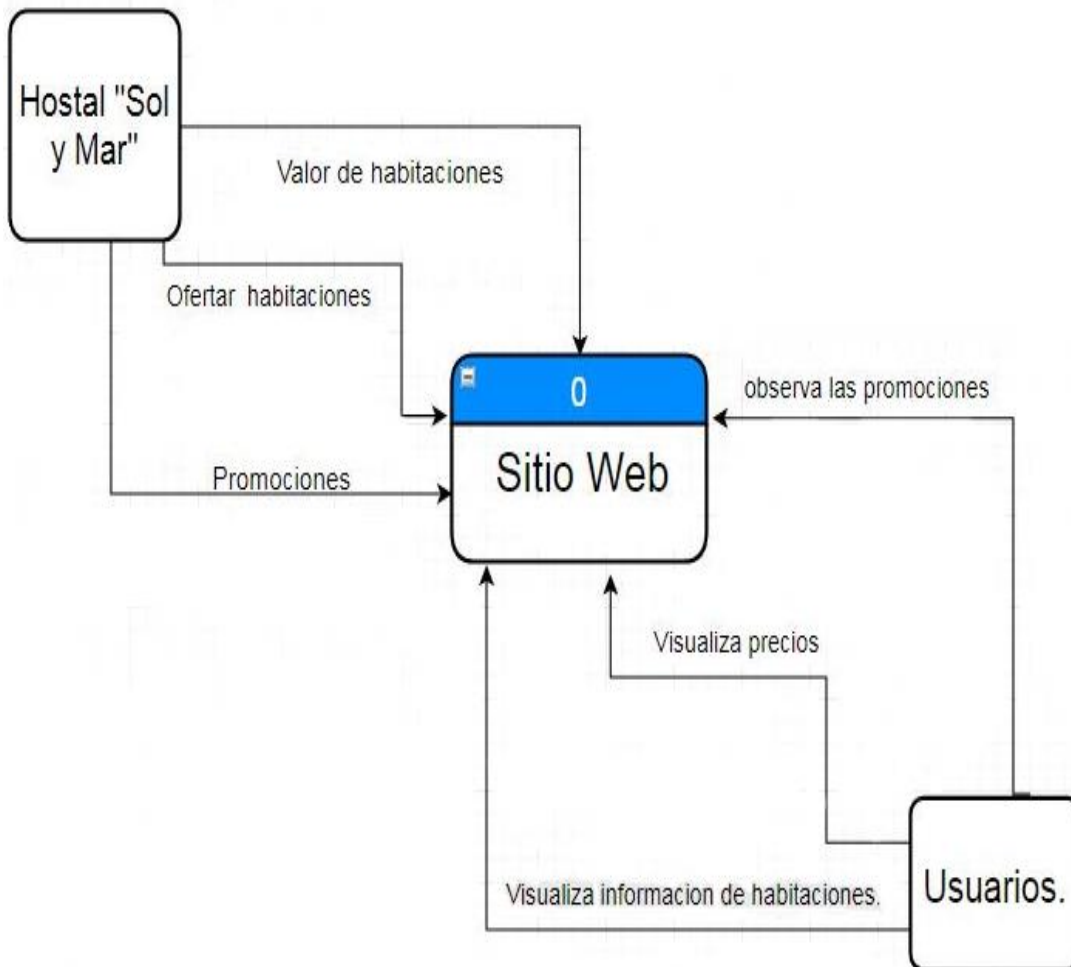 Hostal "Sol
y Mar"
Valor de habitaciones
Ofertar habitaciones
Promociones
0
Sitio Web
observa las promociones
Visualiza precios
Visualiza informacion de habitaciones.
Usuarios.